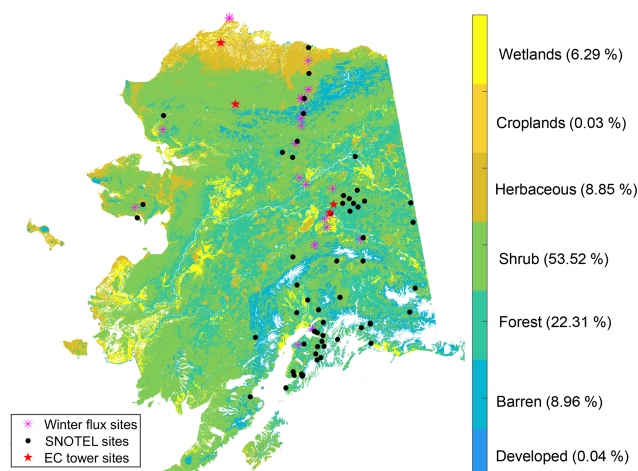 Wetlands (6.29 %)
Croplands (0.03 %)
Herbaceous (8.85 %)
Shrub (53.52 %)
Forest (22.31 %)
Barren (8.96 %)
Developed (0.04 %)
Winter flux sites
SNOTEL sites
EC tower sites